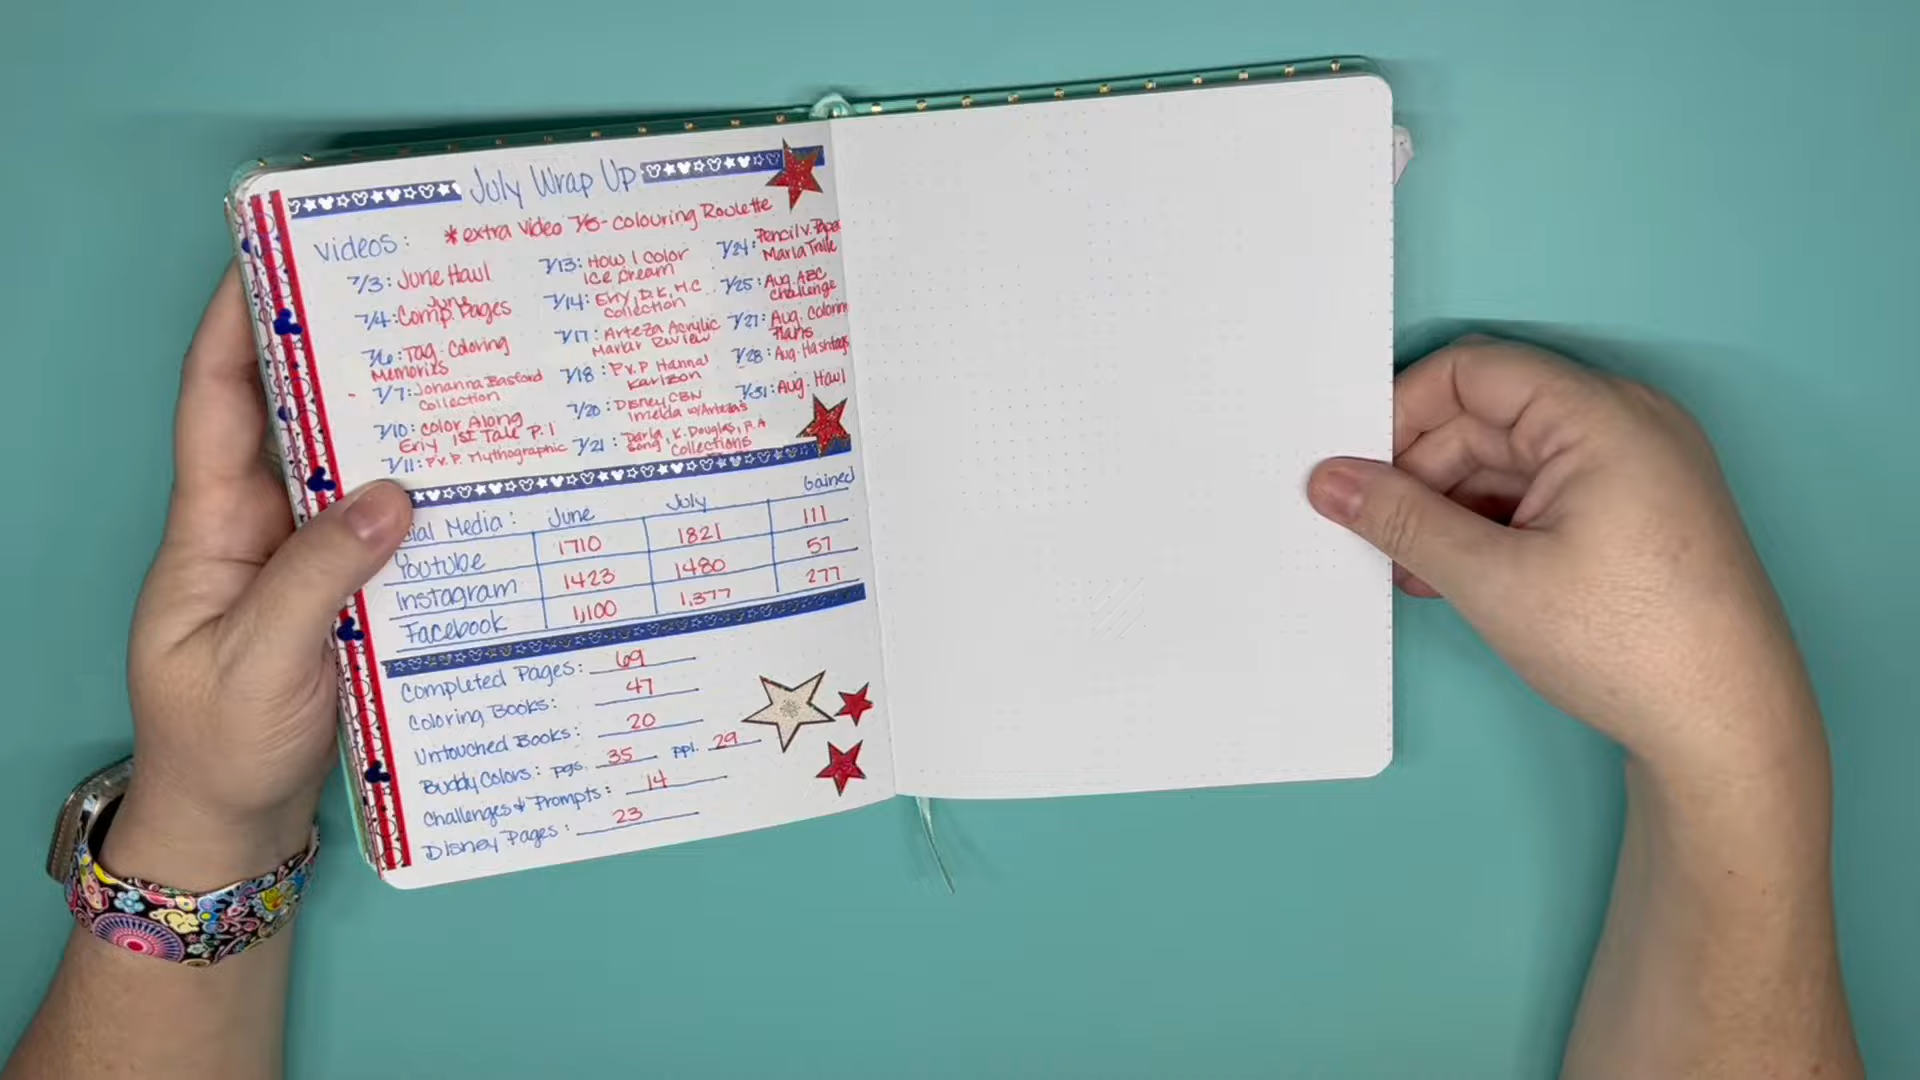 July Wrap Up
* extra video 7/5- Colouring Roulette
Videos:
7/3: June Haul
7/4: June Comp. Pages
7/6: Tag- Coloring
Memories
7/7: Johanna Basford
Collection
7/10: Color Along
Eriy 1st Tale P. 1
7/11: P.v.P. Mythographic
7/13: How I Color
Ice Cream
7/14: Eriy, D.K, H.C
Collection
7/17: Arteza Acrylic
Marker Review
7/18: P.v.P Hanna
Karlzon
7/20: Disney CBN
Imelda w/Artezas
7/21: Darla
Song, K. Douglas, R.A
Collections
7/24: Pencil v. Paper
Maria Trolle
7/25: Aug. ABC
Challenge
7/27: Aug. Coloring
Plans
7/28: Aug. Hashtags
7/31: Aug. Haul
cial Media: June July Gained
Youtube 1710 1821 111
Instagram 1423 1480 57
Facebook 1,100 1,377 277
Completed Pages: 69
Coloring Books: 47
Untouched Books: 20
Buddy Colors: pgs. 35 ppl. 29
Challenges & Prompts: 14
Disney Pages: 23